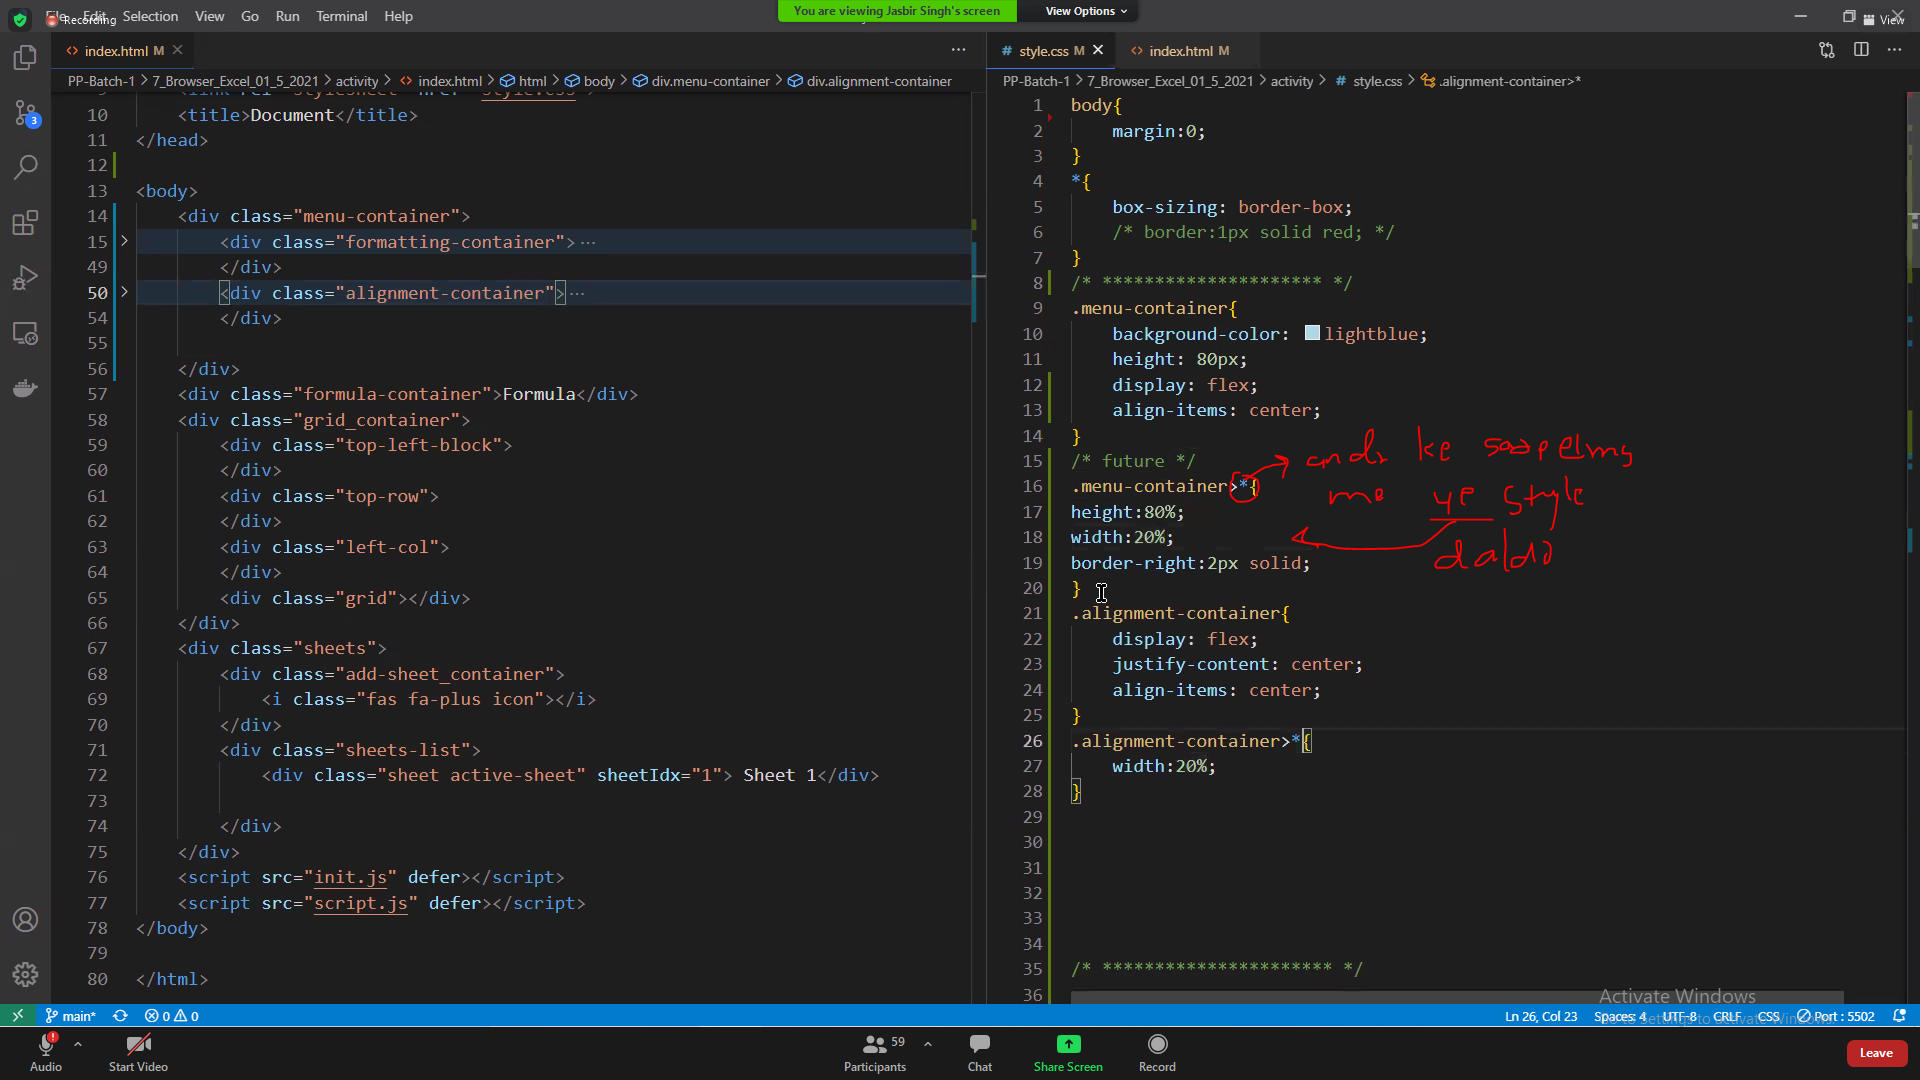 File Edit Selection View Go Run Terminal Help
Recording
You are viewing Jasbir Singh's screen
View Options
View
index.html M
style.css M
index.html M
PP-Batch-1 > 7_Browser_Excel_01_5_2021 > activity > index.html > html > body > div.menu-container > div.alignment-container
10 <title>Document</title>
11 </head>
12
13 <body>
14 <div class="menu-container">
15 <div class="formatting-container"> ...
49 </div>
50 <div class="alignment-container"> ...
54 </div>
55
56 </div>
57 <div class="formula-container">Formula</div>
58 <div class="grid_container">
59 <div class="top-left-block">
60 </div>
61 <div class="top-row">
62 </div>
63 <div class="left-col">
64 </div>
65 <div class="grid"></div>
66 </div>
67 <div class="sheets">
68 <div class="add-sheet_container">
69 <i class="fas fa-plus icon"></i>
70 </div>
71 <div class="sheets-list">
72 <div class="sheet active-sheet" sheetIdx="1"> Sheet 1</div>
73
74 </div>
75 </div>
76 <script src="init.js" defer></script>
77 <script src="script.js" defer></script>
78 </body>
79
80 </html>
PP-Batch-1 > 7_Browser_Excel_01_5_2021 > activity > style.css > .alignment-container>*
1 body{
2 margin:0;
3 }
4 *{
5 box-sizing: border-box;
6 /* border:1px solid red; */
7 }
8 /* ********************* */
9 .menu-container{
10 background-color: lightblue;
11 height: 80px;
12 display: flex;
13 align-items: center;
14 }
15 /* future */
16 .menu-container>*{
17 height:80%;
18 width:20%;
19 border-right:2px solid;
20 }
21 .alignment-container{
22 display: flex;
23 justify-content: center;
24 align-items: center;
25 }
26 .alignment-container>*{
27 width:20%;
28 }
29
30
31
32
33
34
35 /* ********************** */
36
ke
me ye style
daldo
Activate Windows
main* 0 0
3
Ln 26, Col 23 Spaces: 4 UTF-8 CRLF CSS Port : 5502
Audio Start Video Participants 59 Chat Share Screen Record Leave